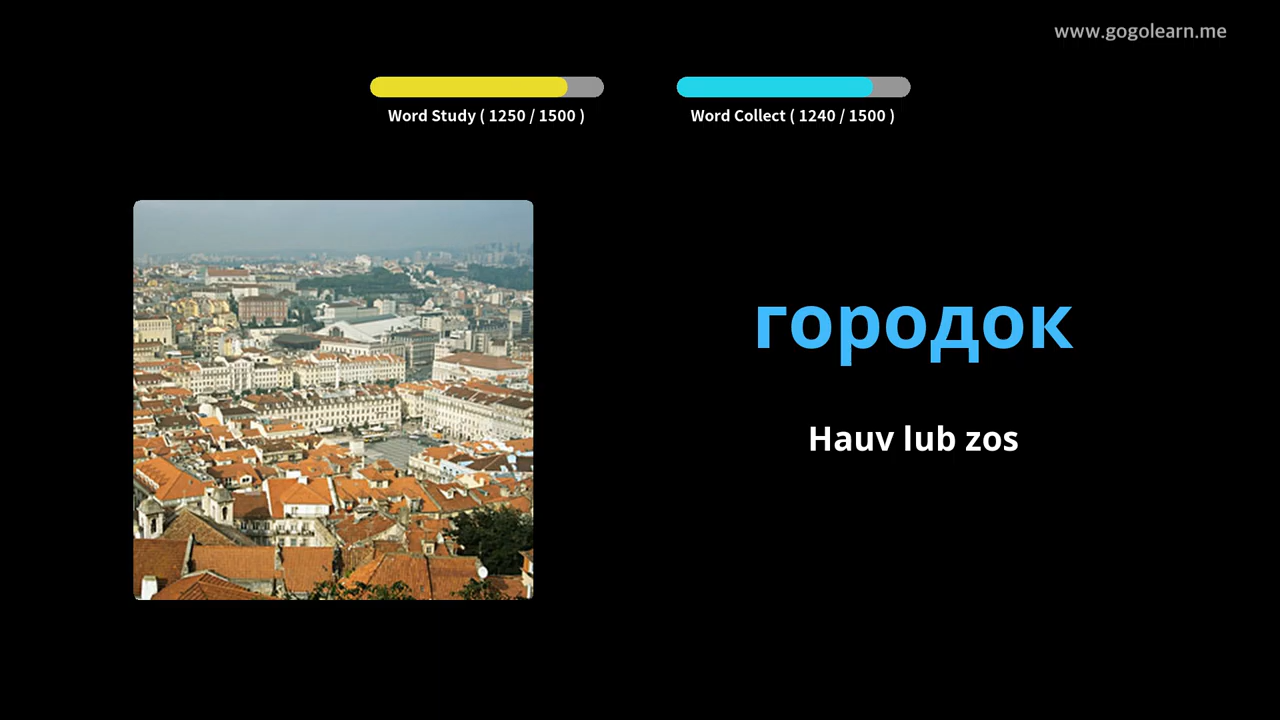 www.gogolearn.me
Word Study ( 1250 / 1500 )
Word Collect ( 1240 / 1500 )
городок
Hauv lub zos